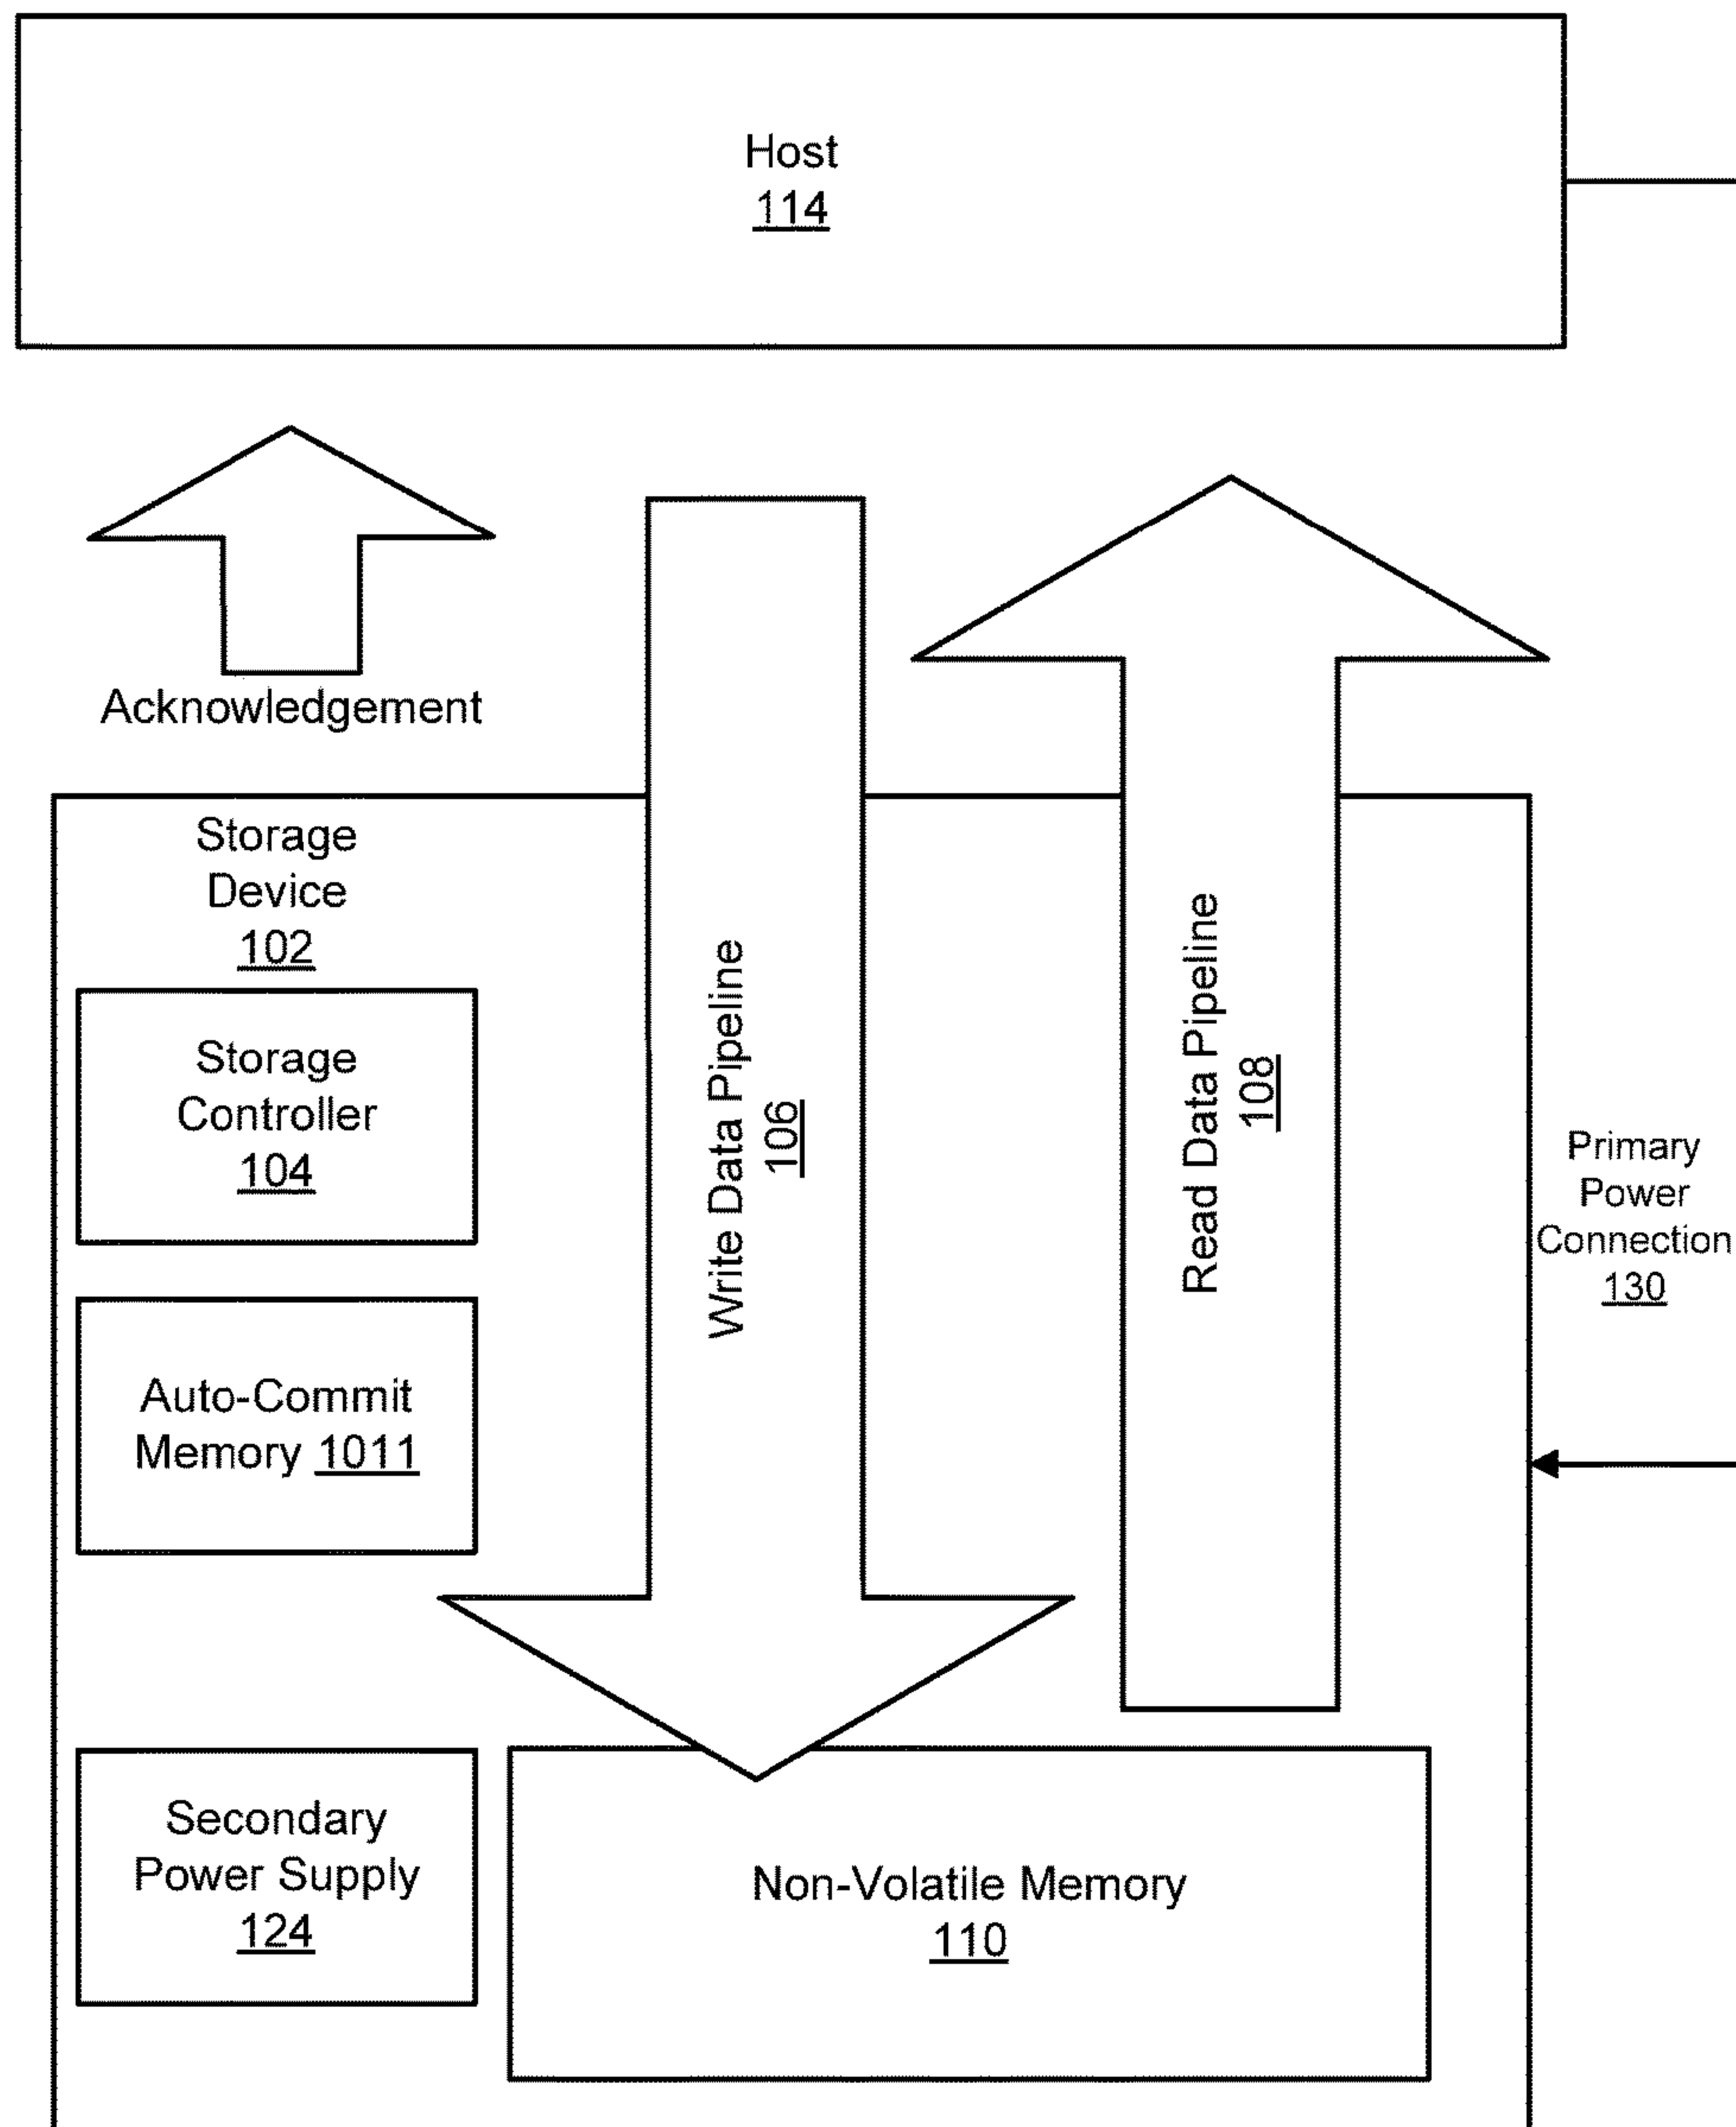 Host
114
Acknowledgement
Storage
Device
102
Storage
Controller
104
Auto-Commit
Memory 1011
Write Data Pipeline
106
Read Data Pipeline
108
Primary
Power
Connection
130
Secondary
Power Supply
124
Non-Volatile Memory
110